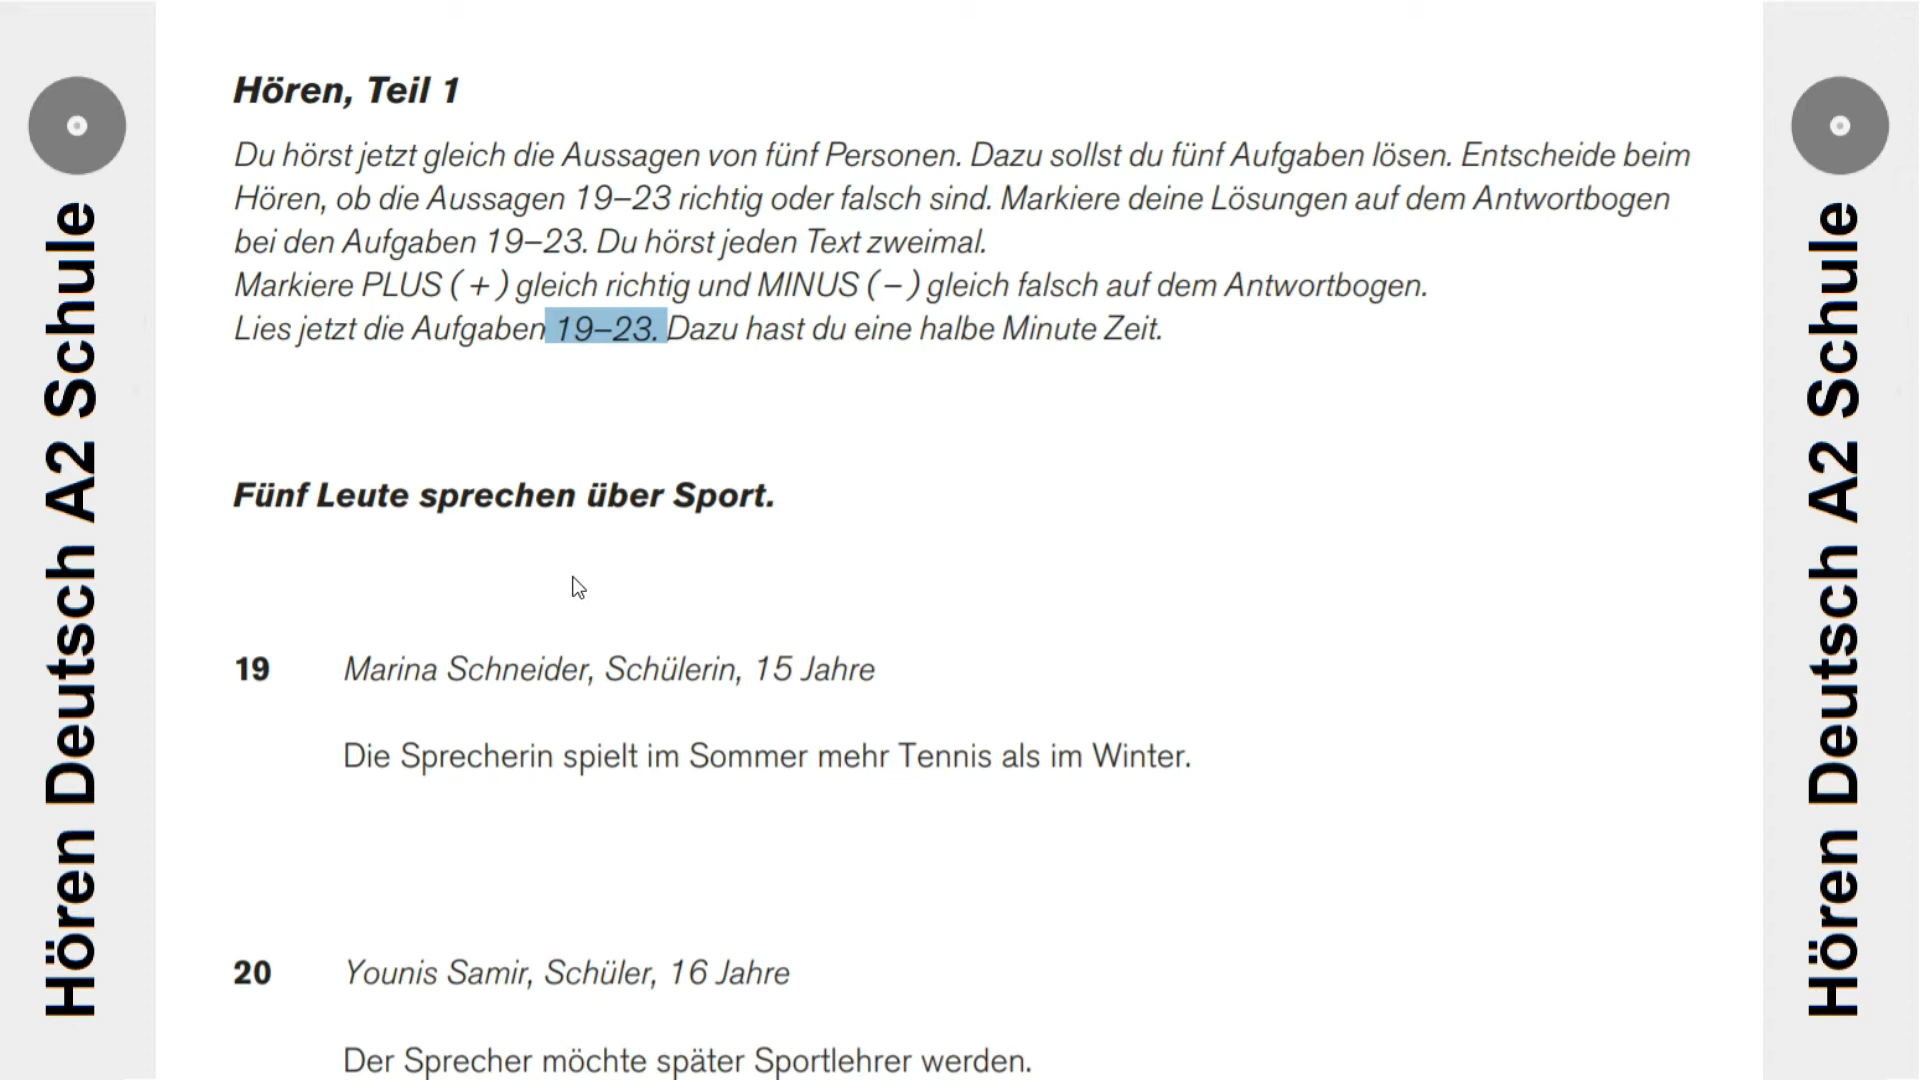 Hören Deutsch A2 Schule
Hören, Teil 1
Du hörst jetzt gleich die Aussagen von fünf Personen. Dazu sollst du fünf Aufgaben lösen. Entscheide beim
Hören, ob die Aussagen 19–23 richtig oder falsch sind. Markiere deine Lösungen auf dem Antwortbogen
bei den Aufgaben 19–23. Du hörst jeden Text zweimal.
Markiere PLUS ( + ) gleich richtig und MINUS ( – ) gleich falsch auf dem Antwortbogen.
Lies jetzt die Aufgaben 19–23. Dazu hast du eine halbe Minute Zeit.
Fünf Leute sprechen über Sport.
19 Marina Schneider, Schülerin, 15 Jahre
Die Sprecherin spielt im Sommer mehr Tennis als im Winter.
20 Younis Samir, Schüler, 16 Jahre
Der Sprecher möchte später Sportlehrer werden.
Hören Deutsch A2 Schule